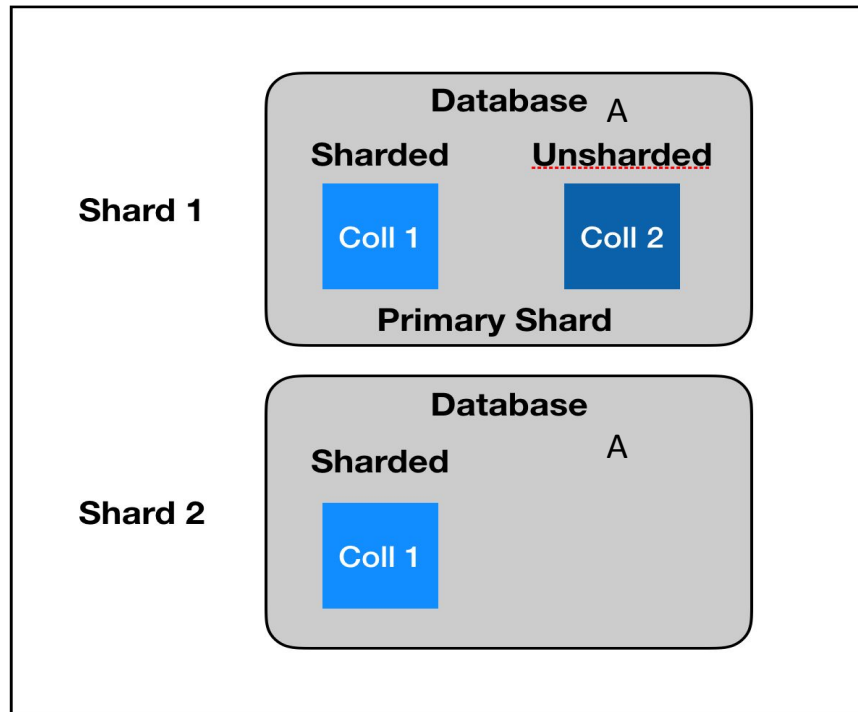 Database A
Sharded Unsharded
Shard 1
Coll 1 Coll 2
Primary Shard
Database
A
Sharded
Shard 2
Coll 1